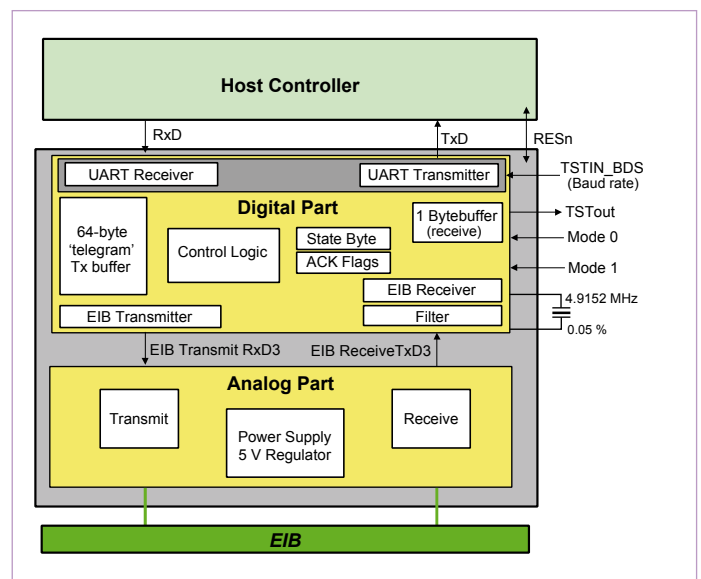 Host Controller
RxD
TxD
RESn
UART Receiver
UART Transmitter
TSTIN_BDS
(Baud rate)
Digital Part
64-byte
‘telegram’
Tx buffer
Control Logic
State Byte
ACK Flags
1 Bytebuffer
(receive)
TSTout
Mode 0
Mode 1
EIB Receiver
4.9152 MHz
EIB Transmitter
Filter
0.05 %
EIB Transmit RxD3
EIB ReceiveTxD3
Analog Part
Transmit
Power Supply
5 V Regulator
Receive
EIB